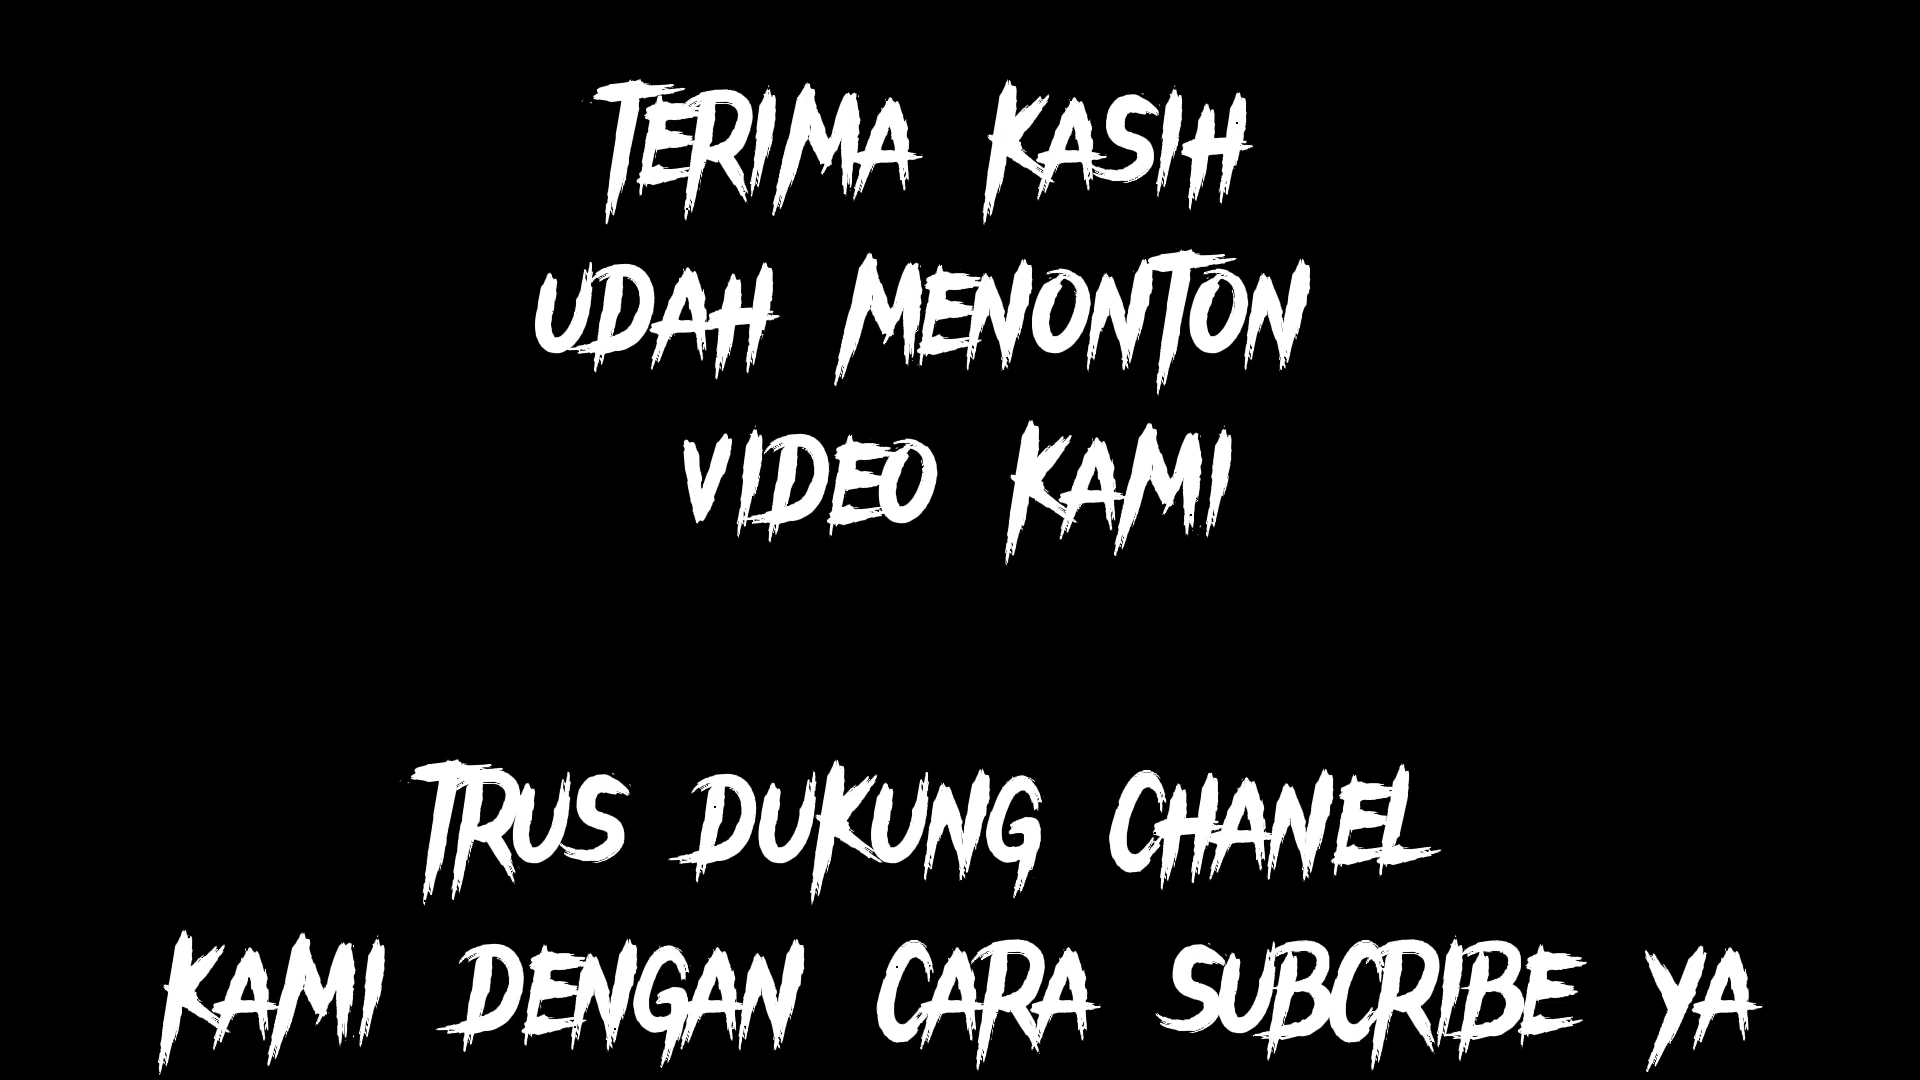 TERIMA KASIH
UDAH MENONTON
VIDEO KAMI
TRUS DUKUNG CHANEL
KAMI DENGAN CARA SUBCRIBE YA